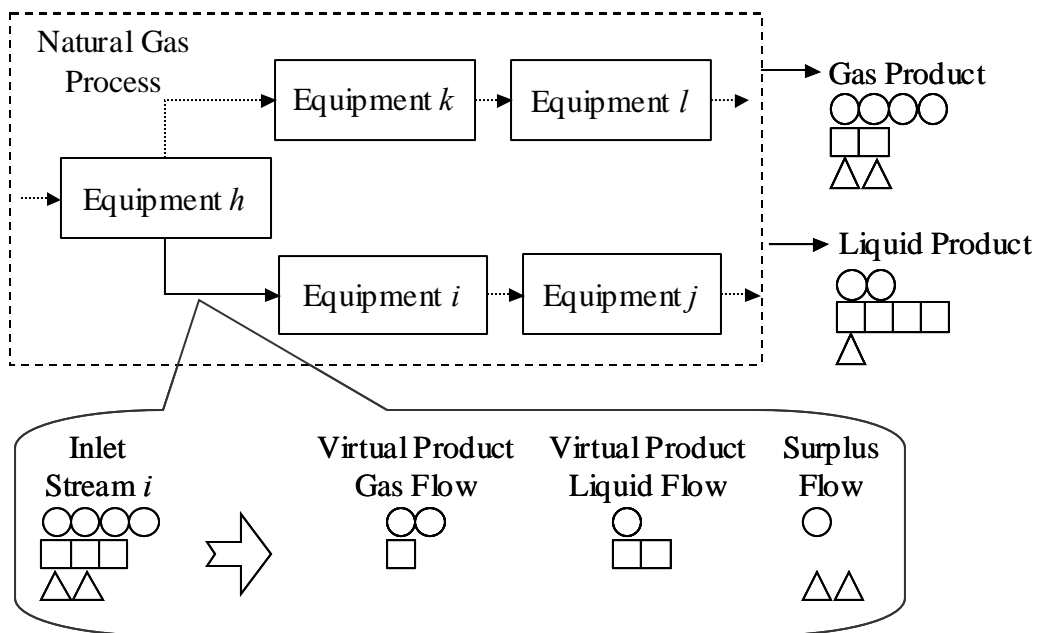 Natural Gas
Process
Equipment k
Equipment l
Gas Product
Equipment h
Liquid Product
Equipment i
Equipment j
Inlet
Stream i
Virtual Product
Gas Flow
Virtual Product
Liquid Flow
Surplus
Flow